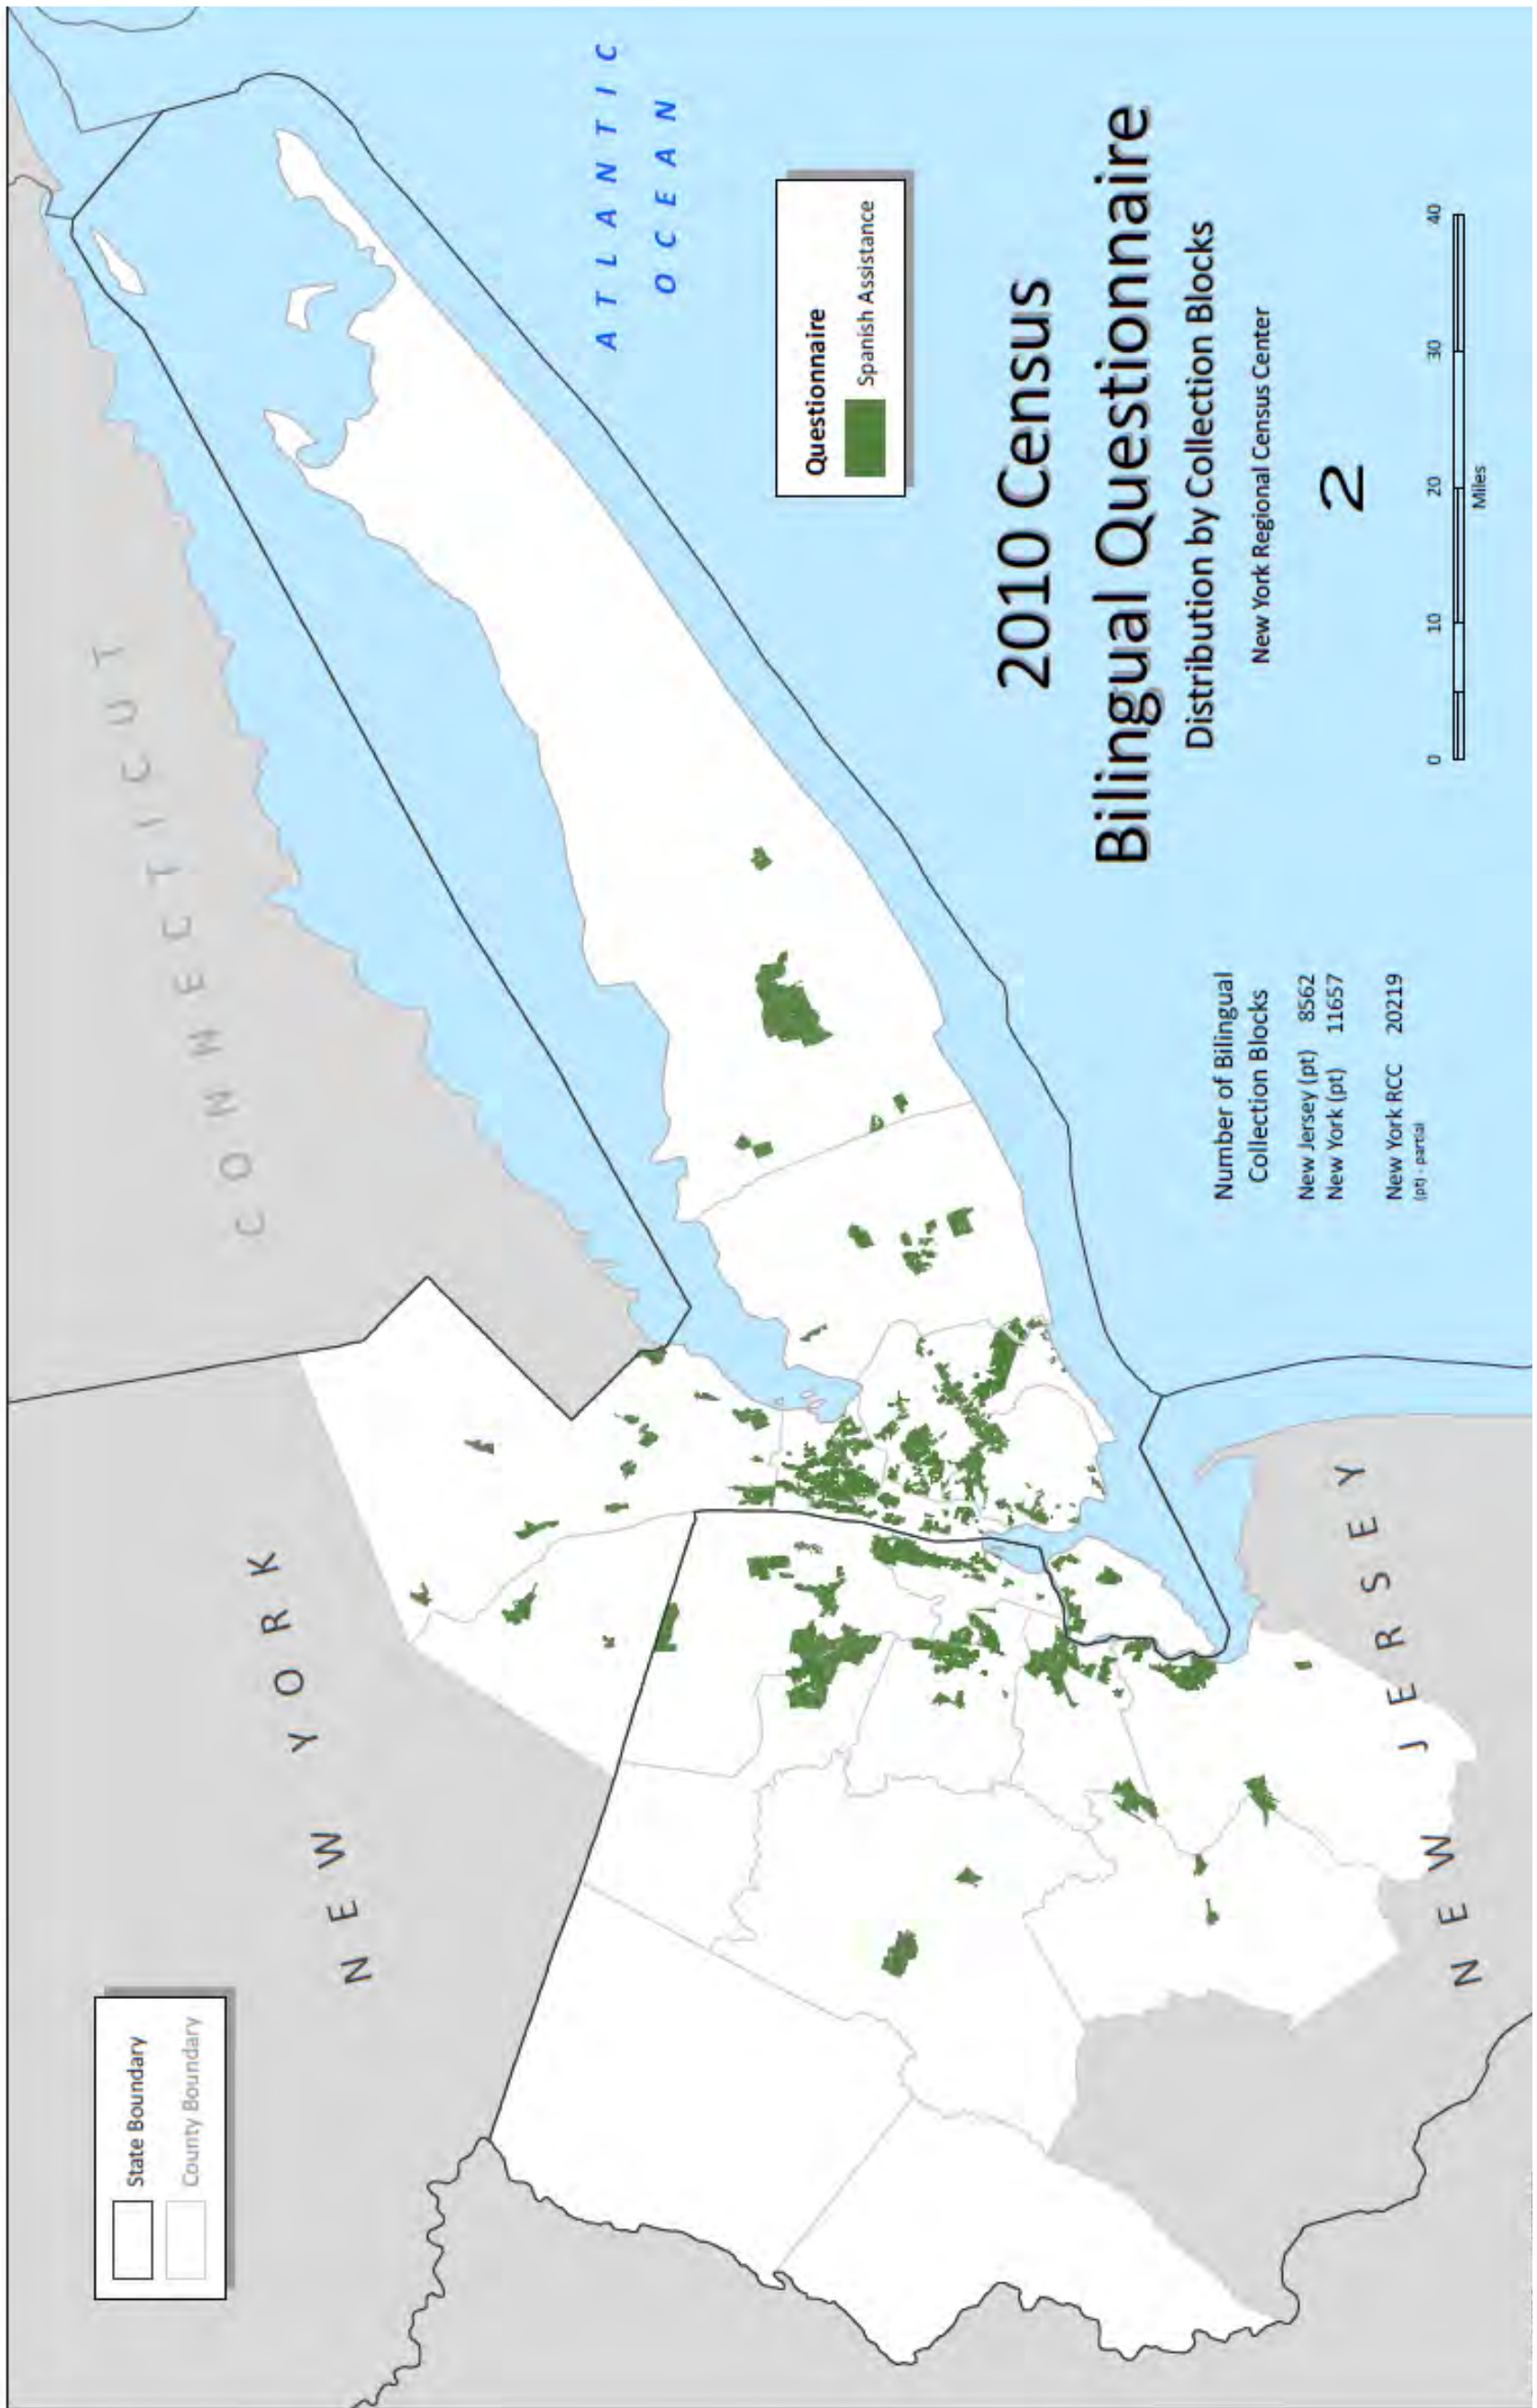 State Boundary
County Boundary
NEW YORK
CONNECTICUT
ATLANTIC
OCEAN
Questionnaire
Spanish Assistance
2010 Census
Bilingual Questionnaire
Distribution by Collection Blocks
New York Regional Census Center
2
0 10 20 30 40
Miles
Number of Bilingual
Collection Blocks
New Jersey (pt) 8562
New York (pt) 11657
New York RCC 20219
(pt) - partial
NEW JERSEY